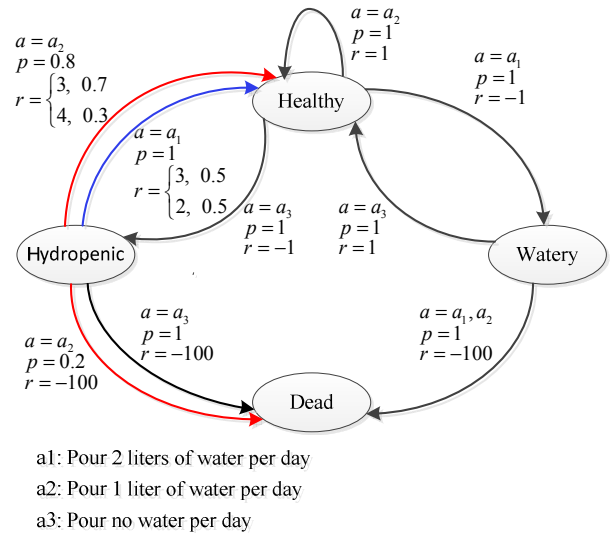 a = a₂
p = 1
r = 1
a = a₂
p = 0.8
r = {3, 0.7
4, 0.3
a = a₁
p = 1
r = −1
Healthy
a = a₁
p = 1
r = {3, 0.5
2, 0.5
a = a₃
p = 1
r = −1
a = a₃
p = 1
r = 1
Hydropenic
Watery
a = a₂
p = 0.2
r = −100
a = a₃
p = 1
r = −100
a = a₁, a₂
p = 1
r = −100
Dead
a1: Pour 2 liters of water per day
a2: Pour 1 liter of water per day
a3: Pour no water per day